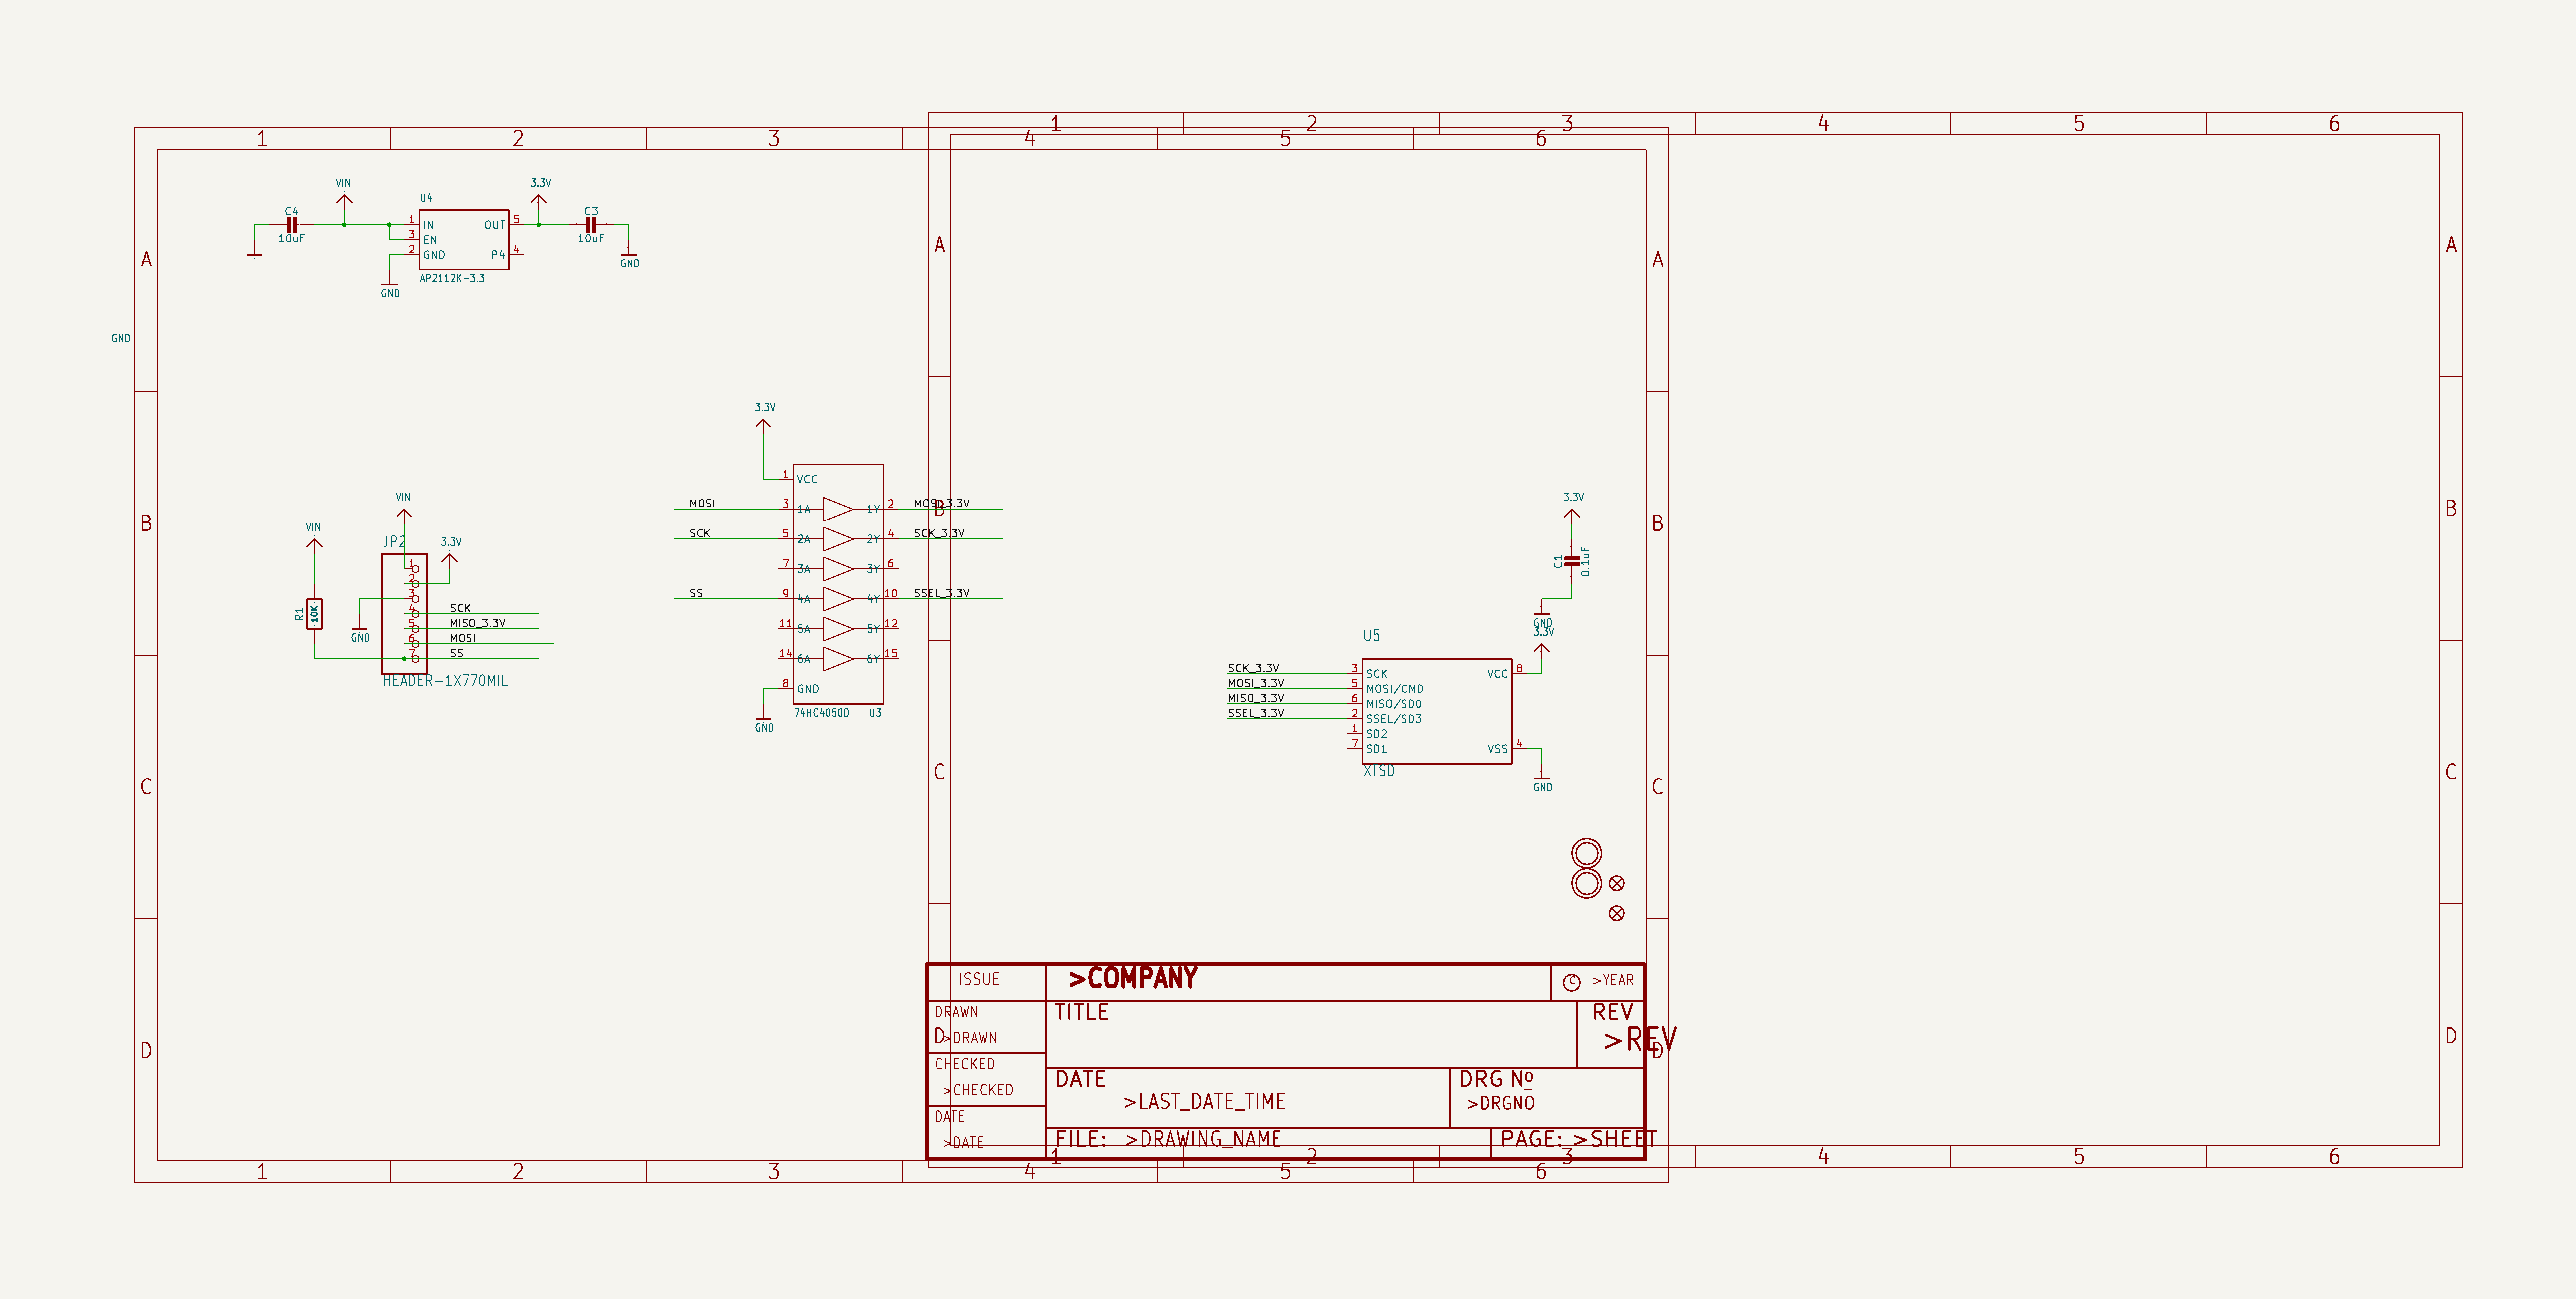 1 2 3 4 5 6
1 2 3 4 5 6
VIN
3.3V
U4
C4
10uF
1 IN
3 EN
2 GND
OUT 5
P4 4
C3
10uF
GND
GND
AP2112K-3.3
A A A A
GND
3.3V
1 VCC
MOSI 3 1A 1Y 2 MOSI_3.3V
SCK 5 2A 2Y 4 SCK_3.3V
7 3A 3Y 6
SS 9 4A 4Y 10 SSEL_3.3V
11 5A 5Y 12
14 6A 6Y 15
8 GND
74HC4050D U3
GND
B B B B
VIN
VIN
JP2
3.3V
1
2
3
4 SCK
5 MISO_3.3V
6 MOSI
7 SS
R1
10K
GND
HEADER-1X770MIL
3.3V
C1
0.1uF
GND
3.3V
U5
SCK_3.3V 3 SCK VCC 8
MOSI_3.3V 5 MOSI/CMD
MISO_3.3V 6 MISO/SD0
SSEL_3.3V 2 SSEL/SD3
1 SD2
7 SD1 VSS 4
XTSD
GND
C C C C
ISSUE >COMPANY C >YEAR
DRAWN TITLE REV
>DRAWN >REV
D D D D
CHECKED DATE DRG Nº
>CHECKED >LAST_DATE_TIME >DRGNO
DATE
>DATE FILE: >DRAWING_NAME PAGE: >SHEET
1 2 3 4 5 6
1 2 3 4 5 6